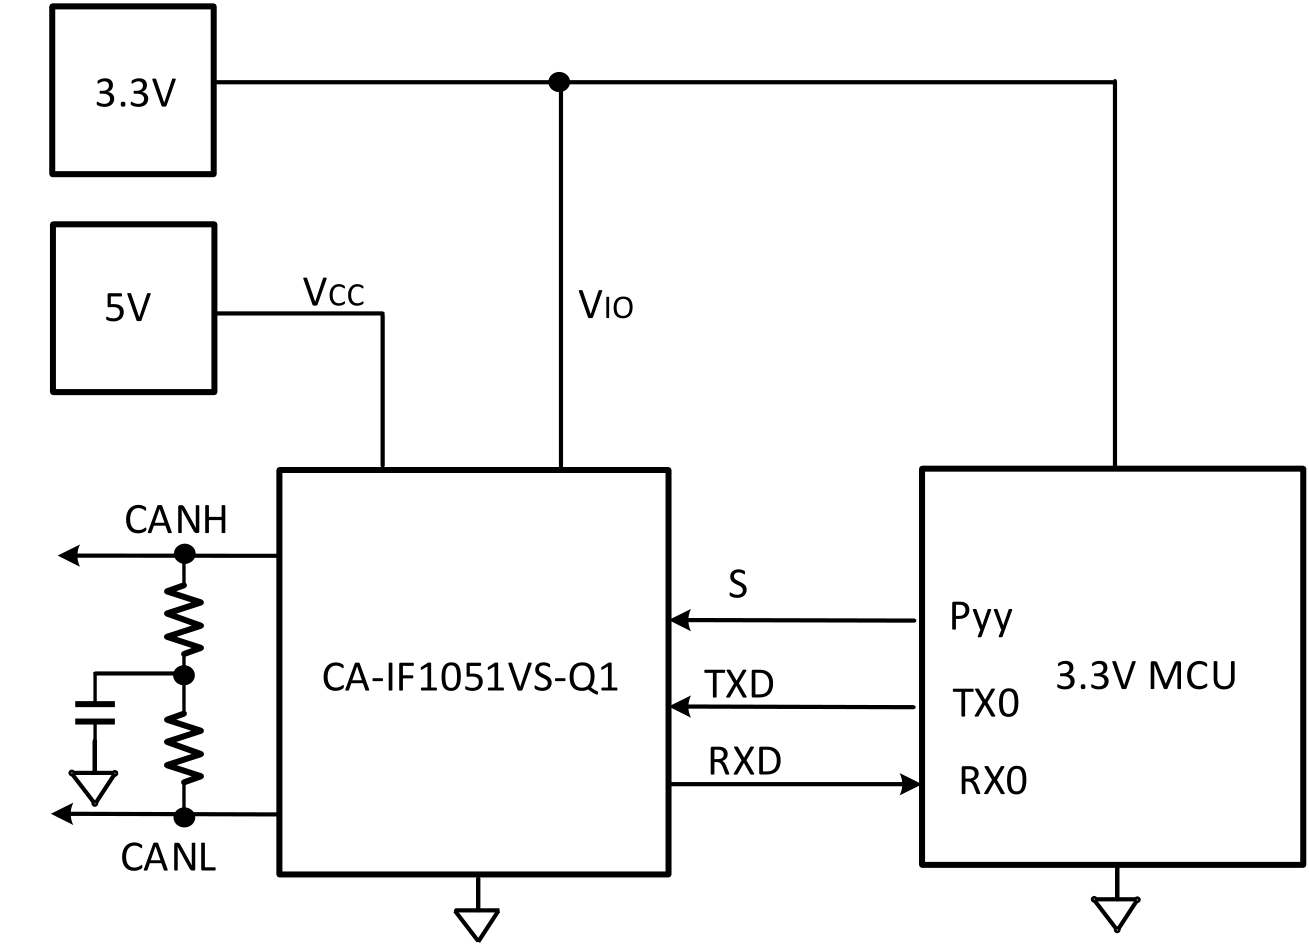 3.3V
5V
VCC
VIO
CANH
S
Pyy
CA-IF1051VS-Q1
TXD
3.3V MCU
TX0
RXD
RX0
CANL